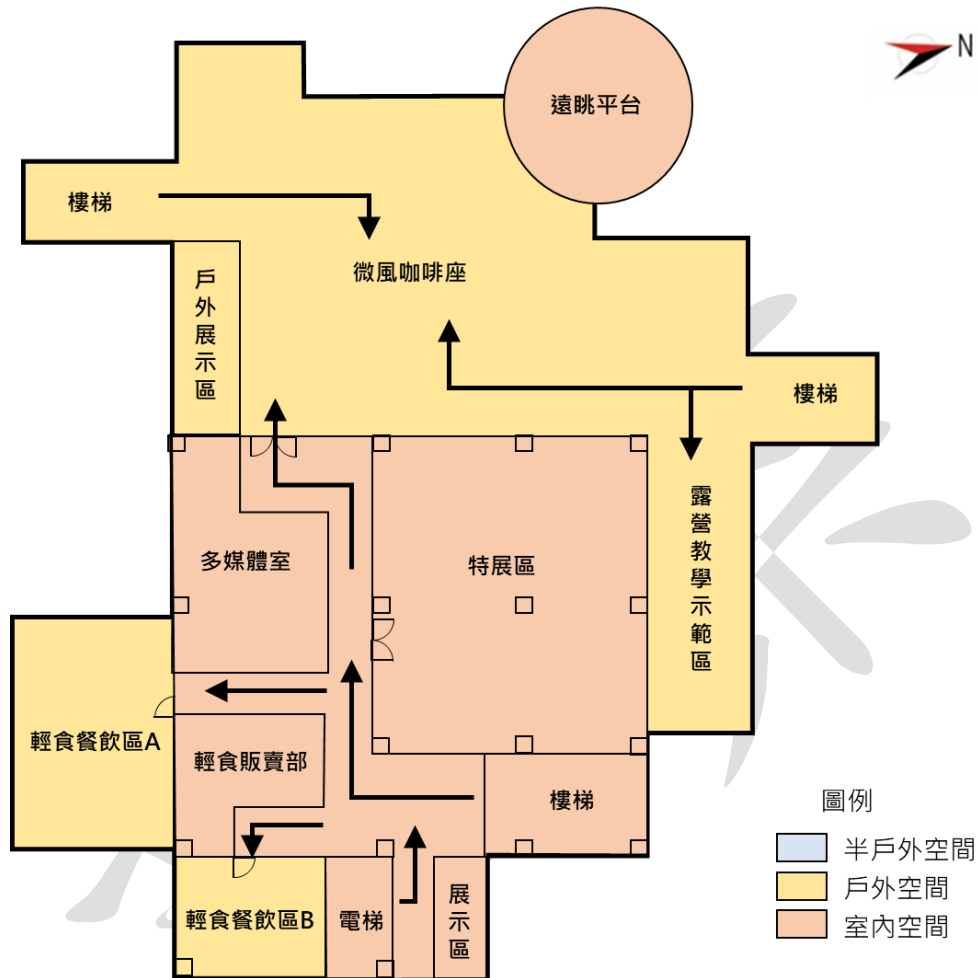 遠眺平台
N
樓梯
微風咖啡座
戶外展示區
樓梯
露營教學示範區
多媒體室
特展區
輕食餐飲區A
輕食販賣部
樓梯
輕食餐飲區B
電梯
展示區
圖例
半戶外空間
戶外空間
室內空間